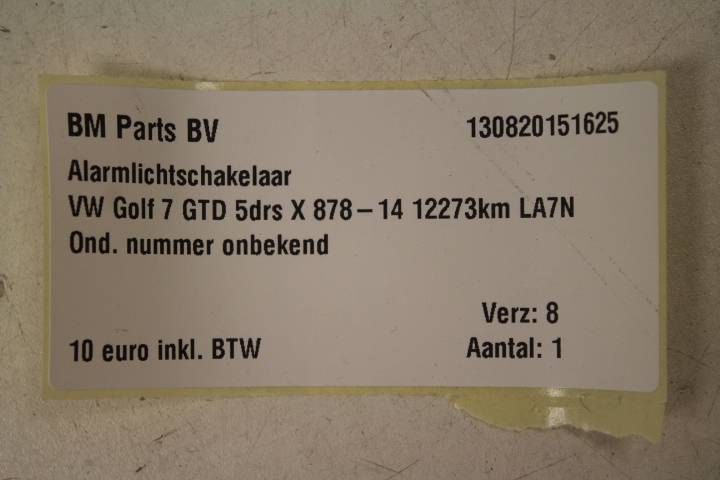 BM Parts BV 130820151625
Alarmlichtschakelaar
VW Golf 7 GTD 5drs X 878-14 12273km LA7N
Ond. nummer onbekend
Verz: 8
10 euro inkl. BTW Aantal: 1